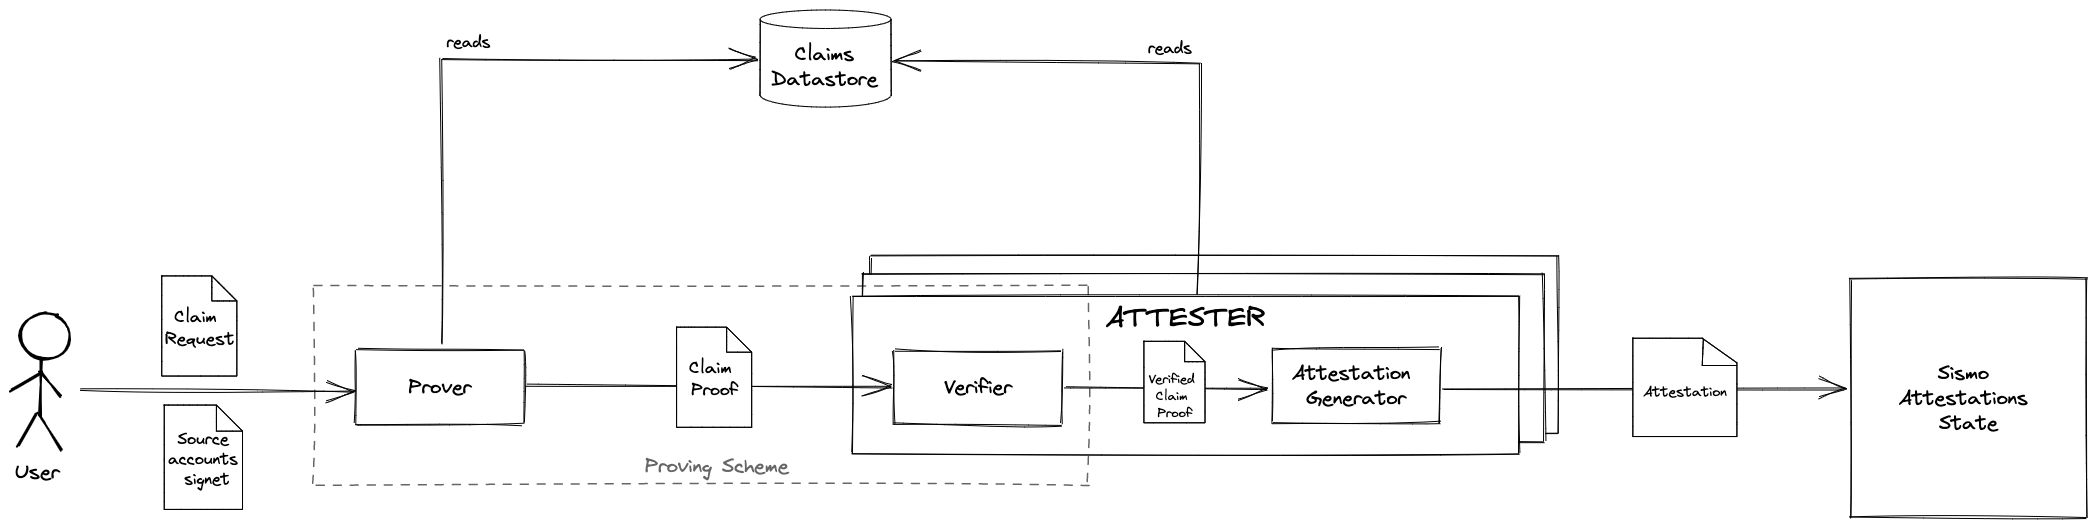 reads
Claims
Datastore
reads
ATTESTER
Claim
Request
Source
accounts
signet
User
Prover
Claim
Proof
Verifier
Verified
Claim
Proof
Attestation
Generator
Proving Scheme
Attestation
Sismo
Attestations
State